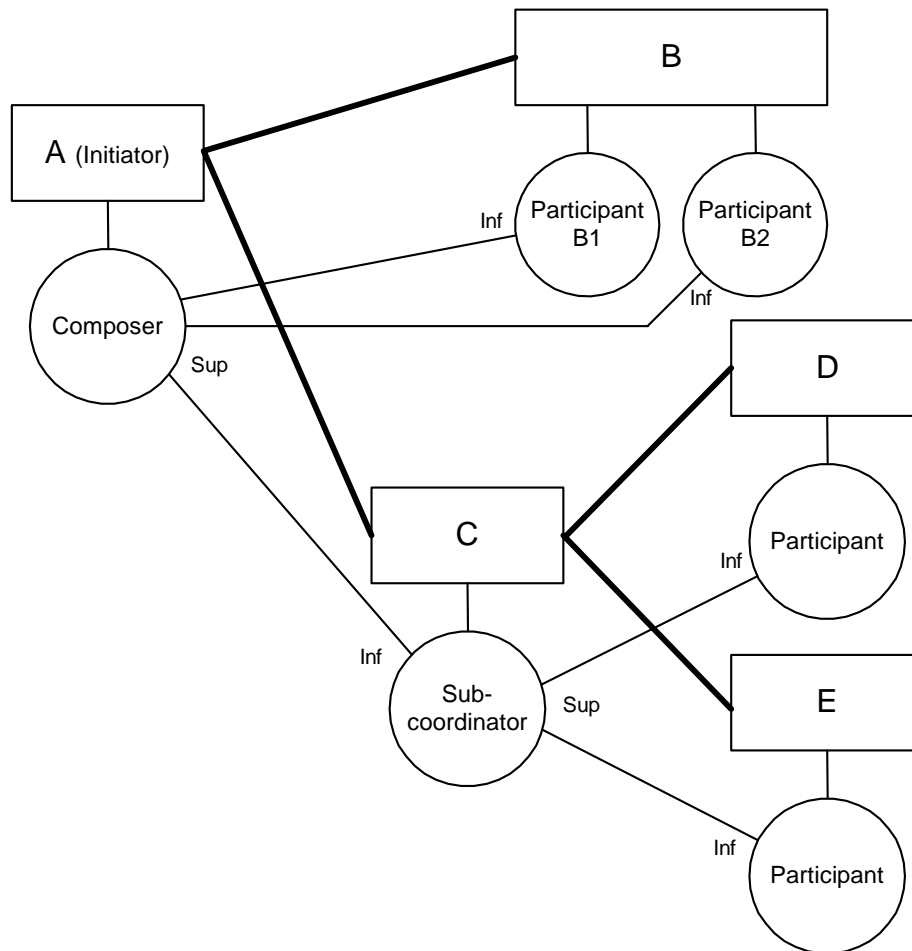 B
A (Initiator)
Participant
B1
Participant
B2
Inf
Inf
Composer
Sup
D
C
Participant
Inf
Inf
Sub-
coordinator
Sup
E
Inf
Participant